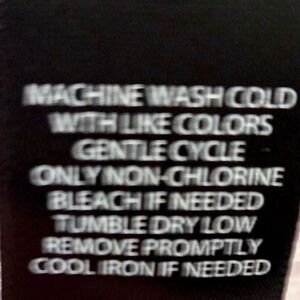 MACHINE WASH COLD
WITH LIKE COLORS
GENTLE CYCLE
ONLY NON-CHLORINE
BLEACH IF NEEDED
TUMBLE DRY LOW
REMOVE PROMPTLY
COOL IRON IF NEEDED